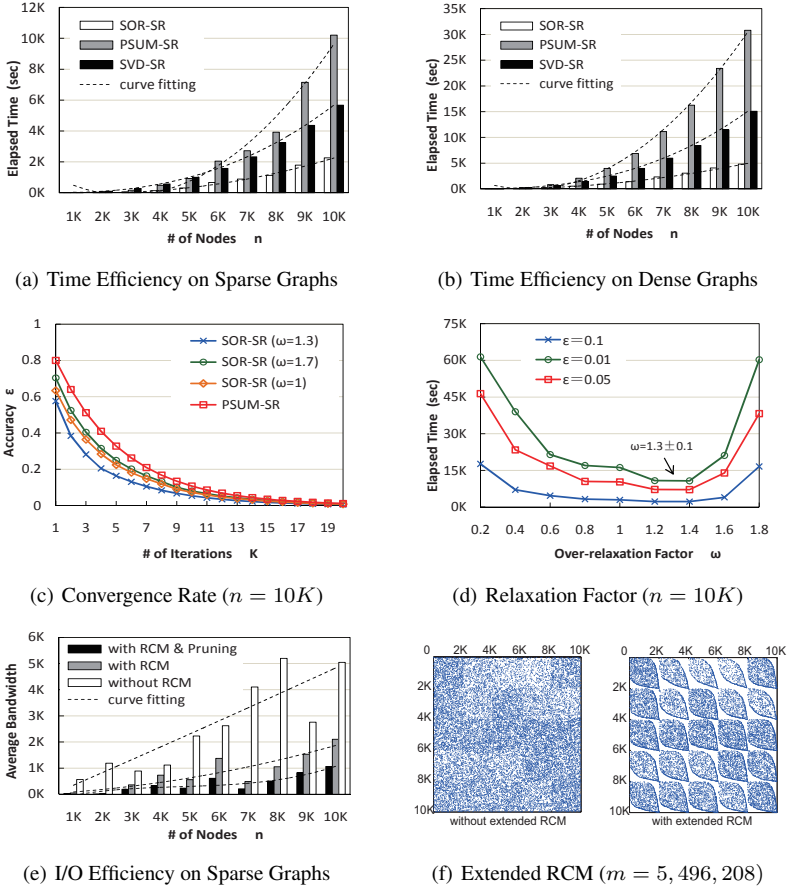 SOR-SR
PSUM-SR
SVD-SR
curve fitting
12K
10K
8K
6K
4K
2K
0K
Elapsed Time (sec)
1K 2K 3K 4K 5K 6K 7K 8K 9K 10K
# of Nodes n
(a) Time Efficiency on Sparse Graphs
SOR-SR
PSUM-SR
SVD-SR
curve fitting
35K
30K
25K
20K
15K
10K
5K
0K
Elapsed Time (sec)
1K 2K 3K 4K 5K 6K 7K 8K 9K 10K
# of Nodes n
(b) Time Efficiency on Dense Graphs
SOR-SR (ω=1.3)
SOR-SR (ω=1.7)
SOR-SR (ω=1)
PSUM-SR
1
0.8
0.6
0.4
0.2
0
Accuracy ε
1 3 5 7 9 11 13 15 17 19
# of Iterations K
(c) Convergence Rate (n = 10K)
ε=0.1
ε=0.01
ε=0.05
ω=1.3±0.1
75K
60K
45K
30K
15K
0K
Elapsed Time (sec)
0.2 0.4 0.6 0.8 1 1.2 1.4 1.6 1.8
Over-relaxation Factor ω
(d) Relaxation Factor (n = 10K)
with RCM & Pruning
with RCM
without RCM
curve fitting
6K
5K
4K
3K
2K
1K
0K
Average Bandwidth
1K 2K 3K 4K 5K 6K 7K 8K 9K 10K
# of Nodes n
(e) I/O Efficiency on Sparse Graphs
0 2K 4K 6K 8K 10K
2K
4K
6K
8K
10K
without extended RCM
0 2K 4K 6K 8K 10K
2K
4K
6K
8K
10K
with extended RCM
(f) Extended RCM (m = 5, 496, 208)